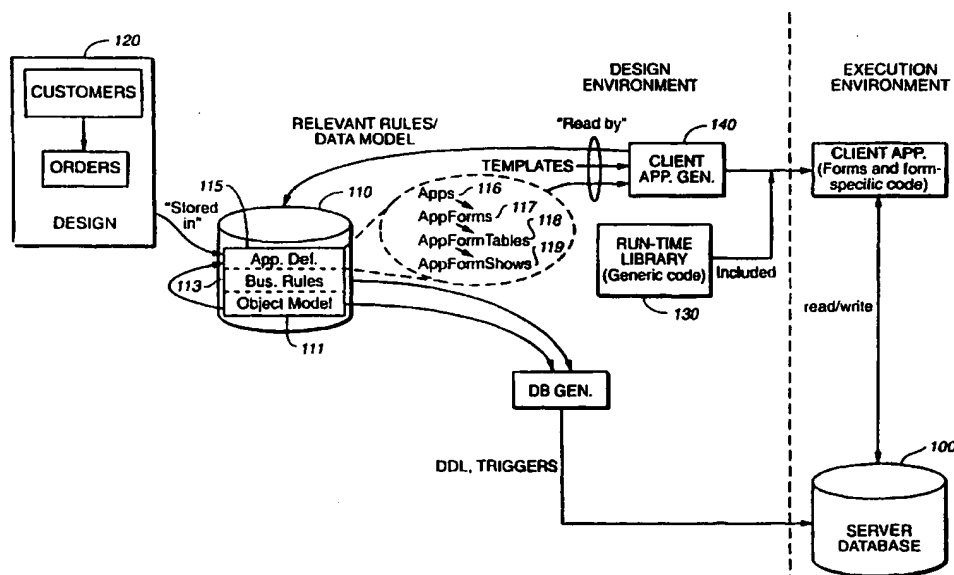 120
CUSTOMERS
ORDERS
DESIGN
"Stored
in"
RELEVANT RULES/
DATA MODEL
115
110
App. Def.
113
Bus. Rules
Object Model
111
Apps
116
AppForms
117
AppFormTables
118
AppFormShows
119
DESIGN
ENVIRONMENT
"Read by"
140
TEMPLATES
CLIENT
APP. GEN.
RUN-TIME
LIBRARY
(Generic code)
130
Included
DB GEN.
DDL, TRIGGERS
EXECUTION
ENVIRONMENT
CLIENT APP.
(Forms and form-
specific code)
read/write
100
SERVER
DATABASE